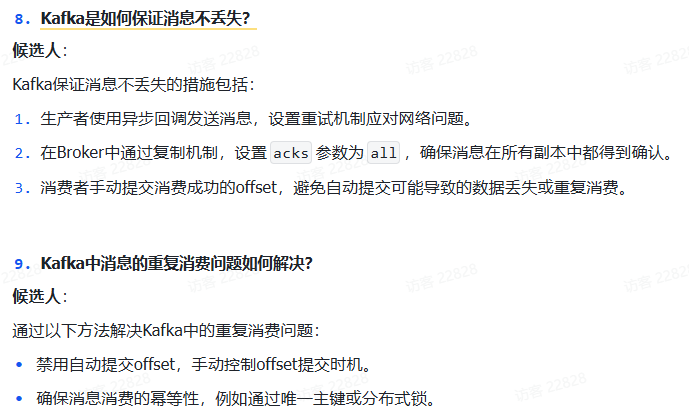 8. Kafka是如何保证消息不丢失？
候选人：
Kafka保证消息不丢失的措施包括：
1. 生产者使用异步回调发送消息，设置重试机制应对网络问题。
2. 在Broker中通过复制机制，设置 acks 参数为 all ，确保消息在所有副本中都得到确认。
3. 消费者手动提交消费成功的offset，避免自动提交可能导致的数据丢失或重复消费。
9. Kafka中消息的重复消费问题如何解决？
候选人：
通过以下方法解决Kafka中的重复消费问题：
• 禁用自动提交offset，手动控制offset提交时机。
• 确保消息消费的幂等性，例如通过唯一主键或分布式锁。
访客 22828